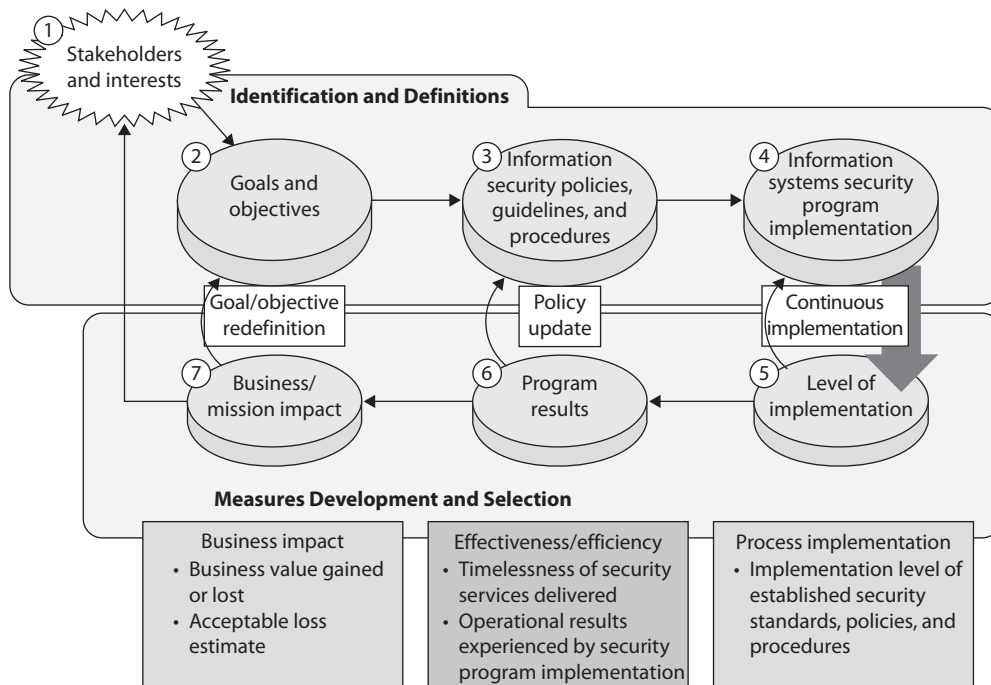 1
Stakeholders
and interests
Identification and Definitions
2
Goals and
objectives
3
Information
security policies,
guidelines, and
procedures
4
Information
systems security
program
implementation
Goal/objective
redefinition
Policy
update
Continuous
implementation
7
Business/
mission impact
6
Program
results
5
Level of
implementation
Measures Development and Selection
Business impact
• Business value gained
or lost
• Acceptable loss
estimate
Effectiveness/efficiency
• Timelessness of security
services delivered
• Operational results
experienced by security
program implementation
Process implementation
• Implementation level of
established security
standards, policies, and
procedures